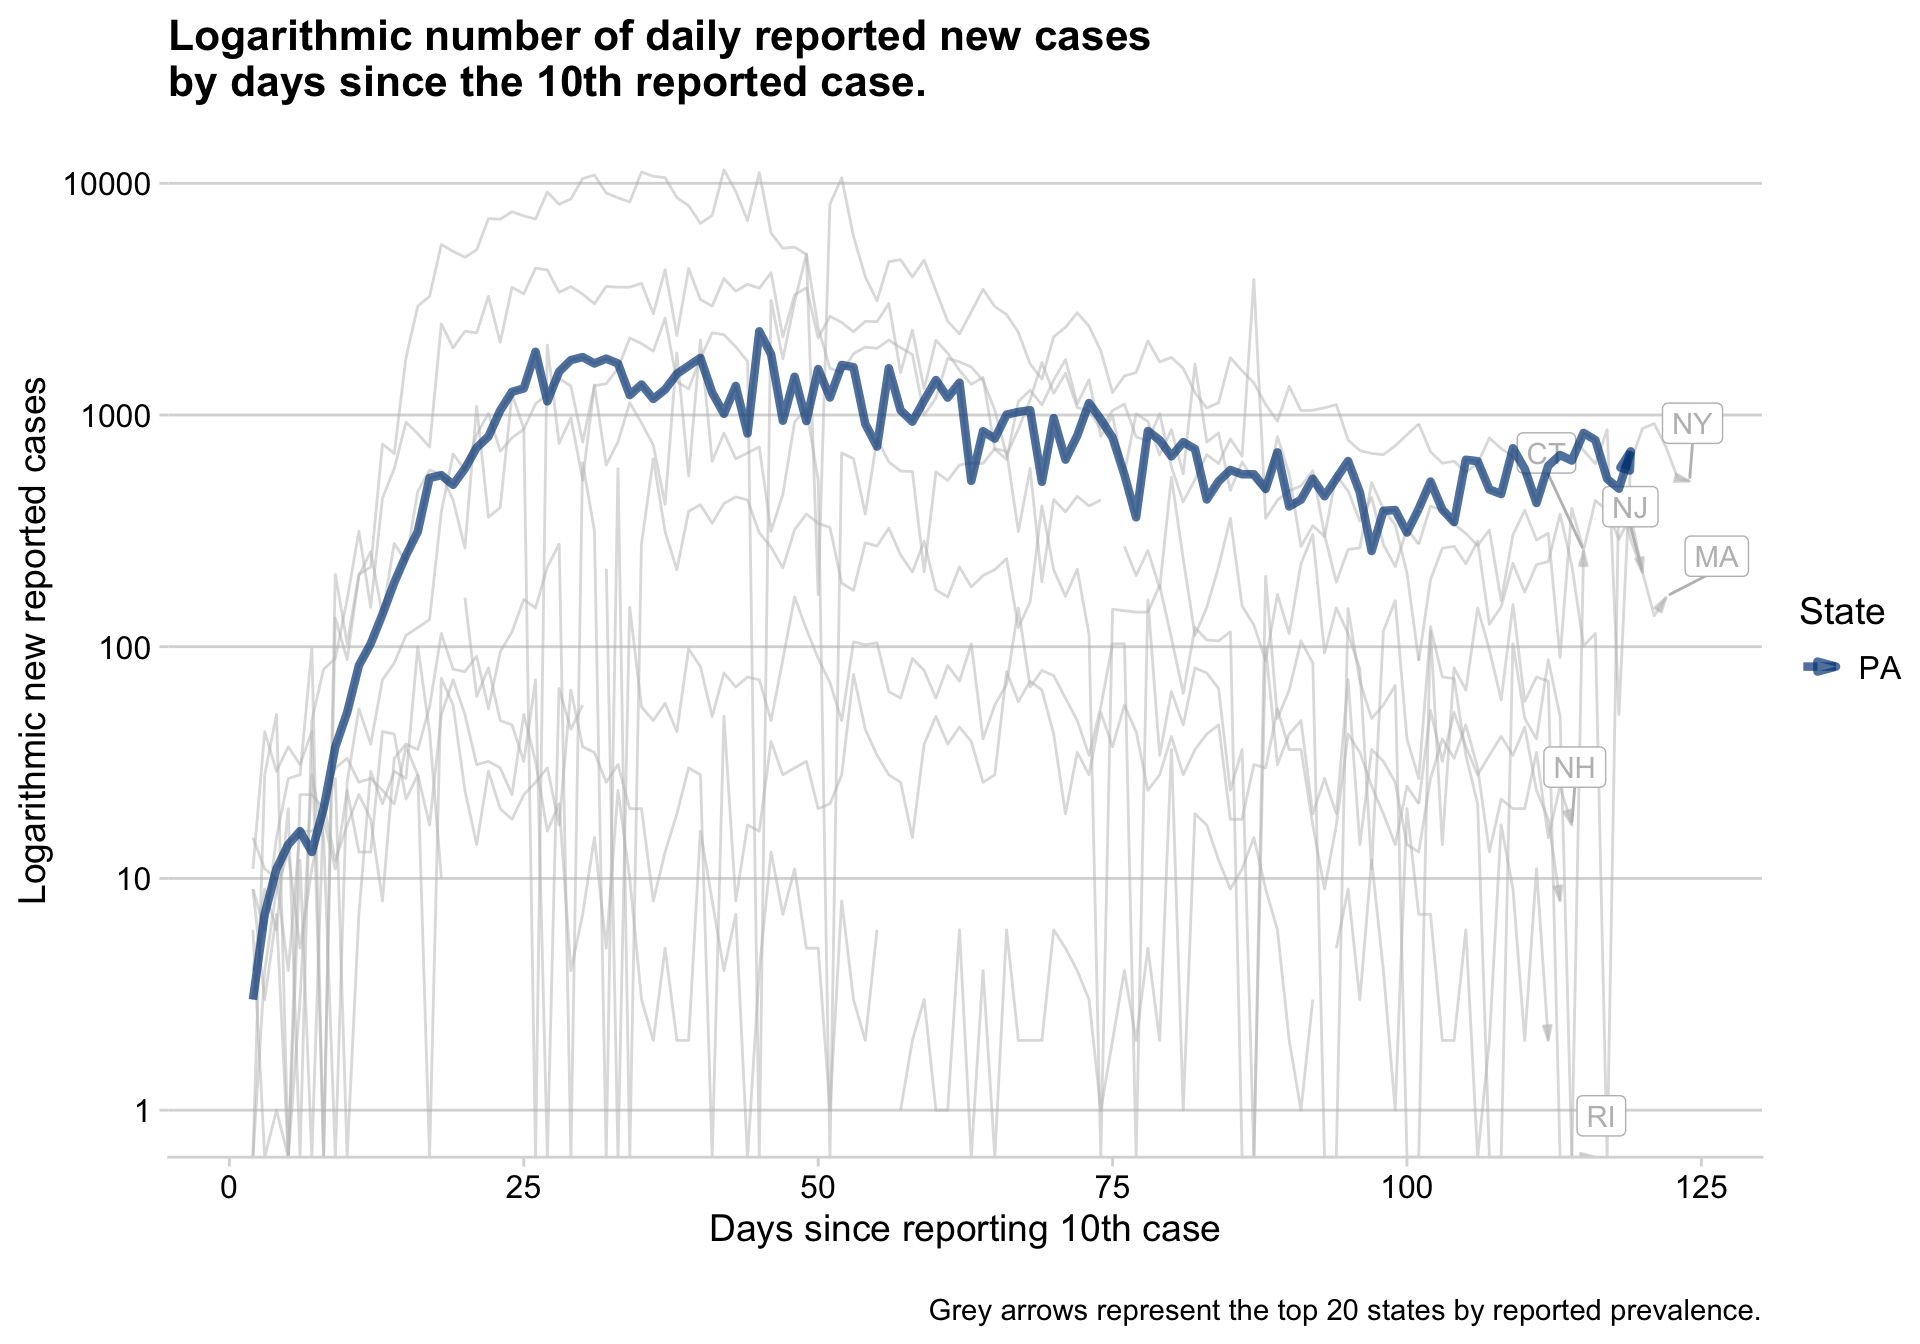 Logarithmic number of daily reported new cases
by days since the 10th reported case.
Logarithmic new reported cases
10000
1000
100
10
1
NY
CT
NJ
MA
NH
RI
State
PA
0
25
50
75
100
125
Days since reporting 10th case
Grey arrows represent the top 20 states by reported prevalence.